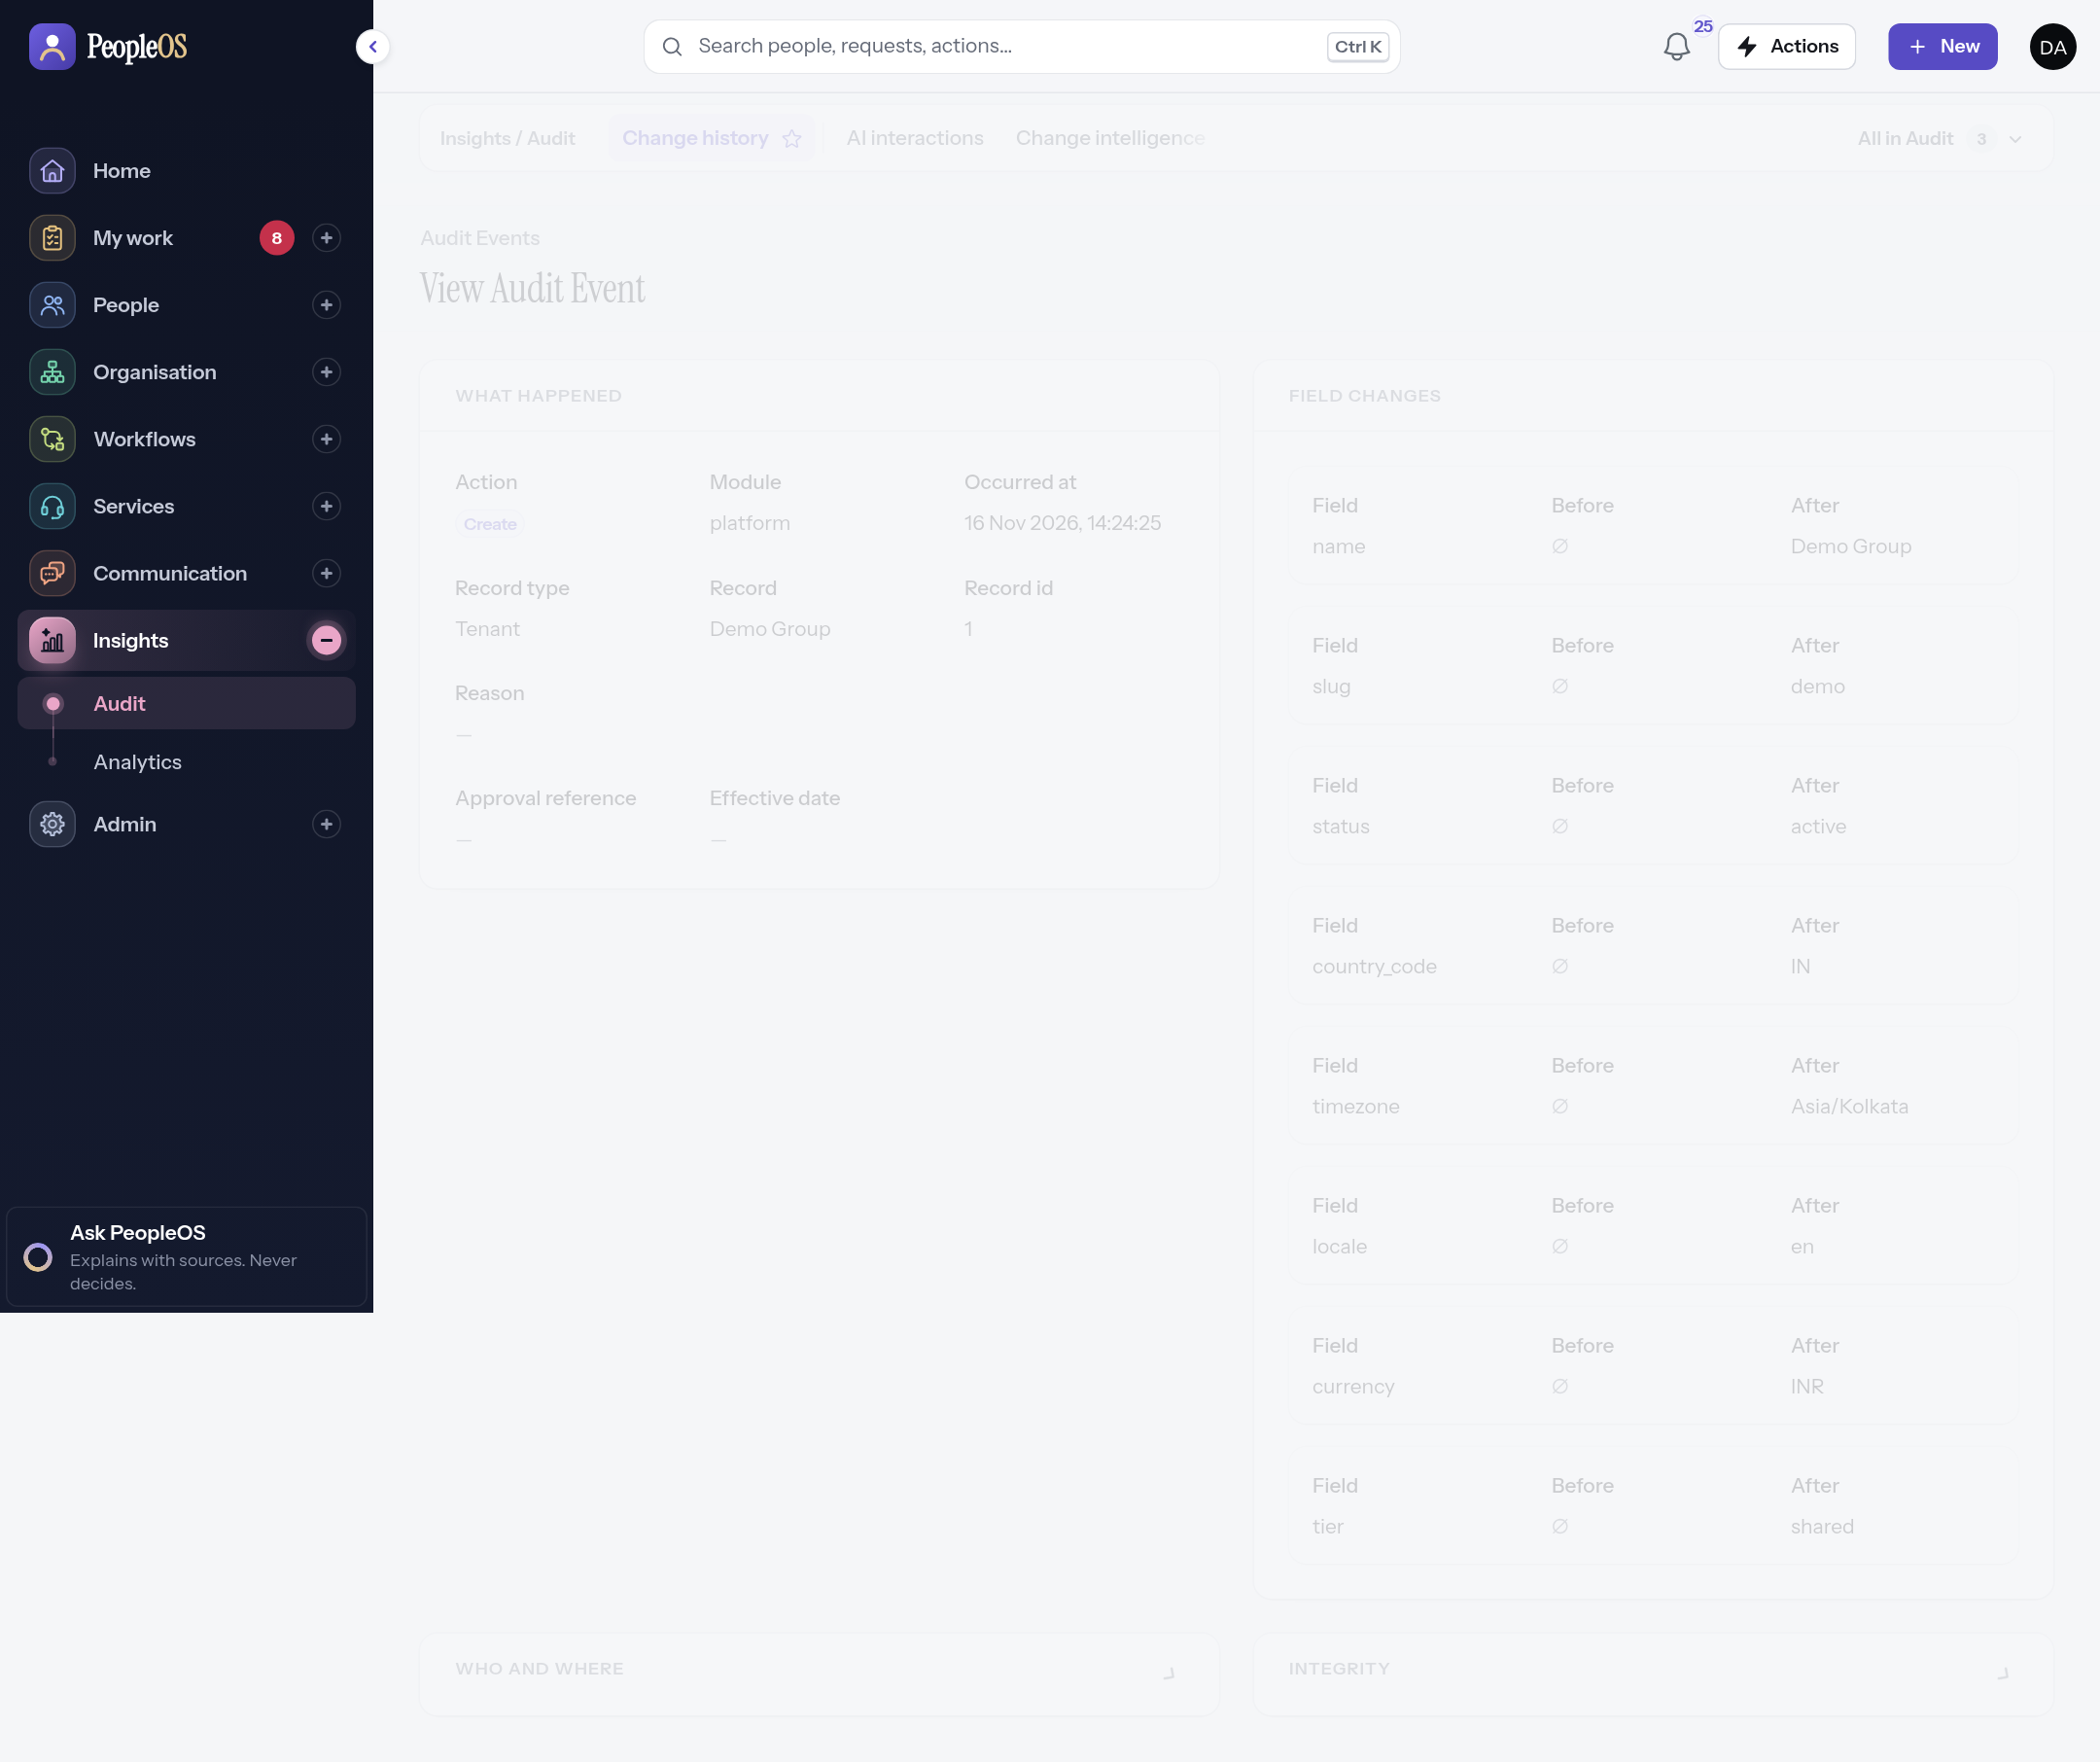 PeopleOS
Search people, requests, actions...
Ctrl K
25
Actions
New
DA
Home
My work
8
People
Organisation
Workflows
Services
Communication
Insights
Audit
Analytics
Admin
Ask PeopleOS
Explains with sources. Never
decides.
Insights / Audit
Change history
AI interactions
Change intelligence
All in Audit
3
Audit Events
View Audit Event
WHAT HAPPENED
Action Module Occurred at
Create platform 16 Nov 2026, 14:24:25
Record type Record Record id
Tenant Demo Group 1
Reason
—
Approval reference Effective date
— —
FIELD CHANGES
Field Before After
name ∅ Demo Group
Field Before After
slug ∅ demo
Field Before After
status ∅ active
Field Before After
country_code ∅ IN
Field Before After
timezone ∅ Asia/Kolkata
Field Before After
locale ∅ en
Field Before After
currency ∅ INR
Field Before After
tier ∅ shared
WHO AND WHERE
INTEGRITY